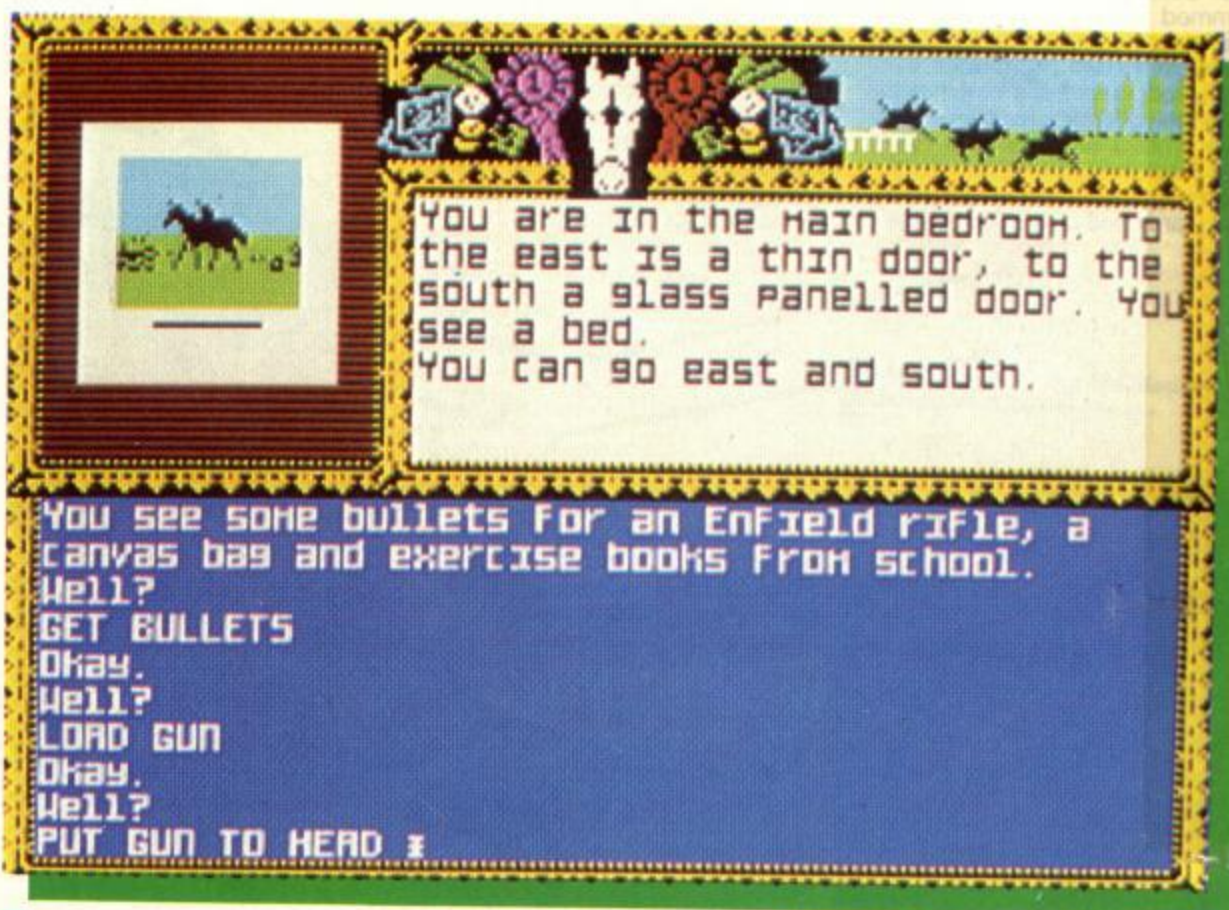 You are in the main bedroom. To
the east is a thin door, to the
south a glass panelled door. You
see a bed.
You can go east and south.
You see some bullets for an Enfield rifle, a
canvas bag and exercise books from school.
Well?
GET BULLETS
Okay.
Well?
LOAD GUN
Okay.
Well?
PUT GUN TO HEAD
1
1